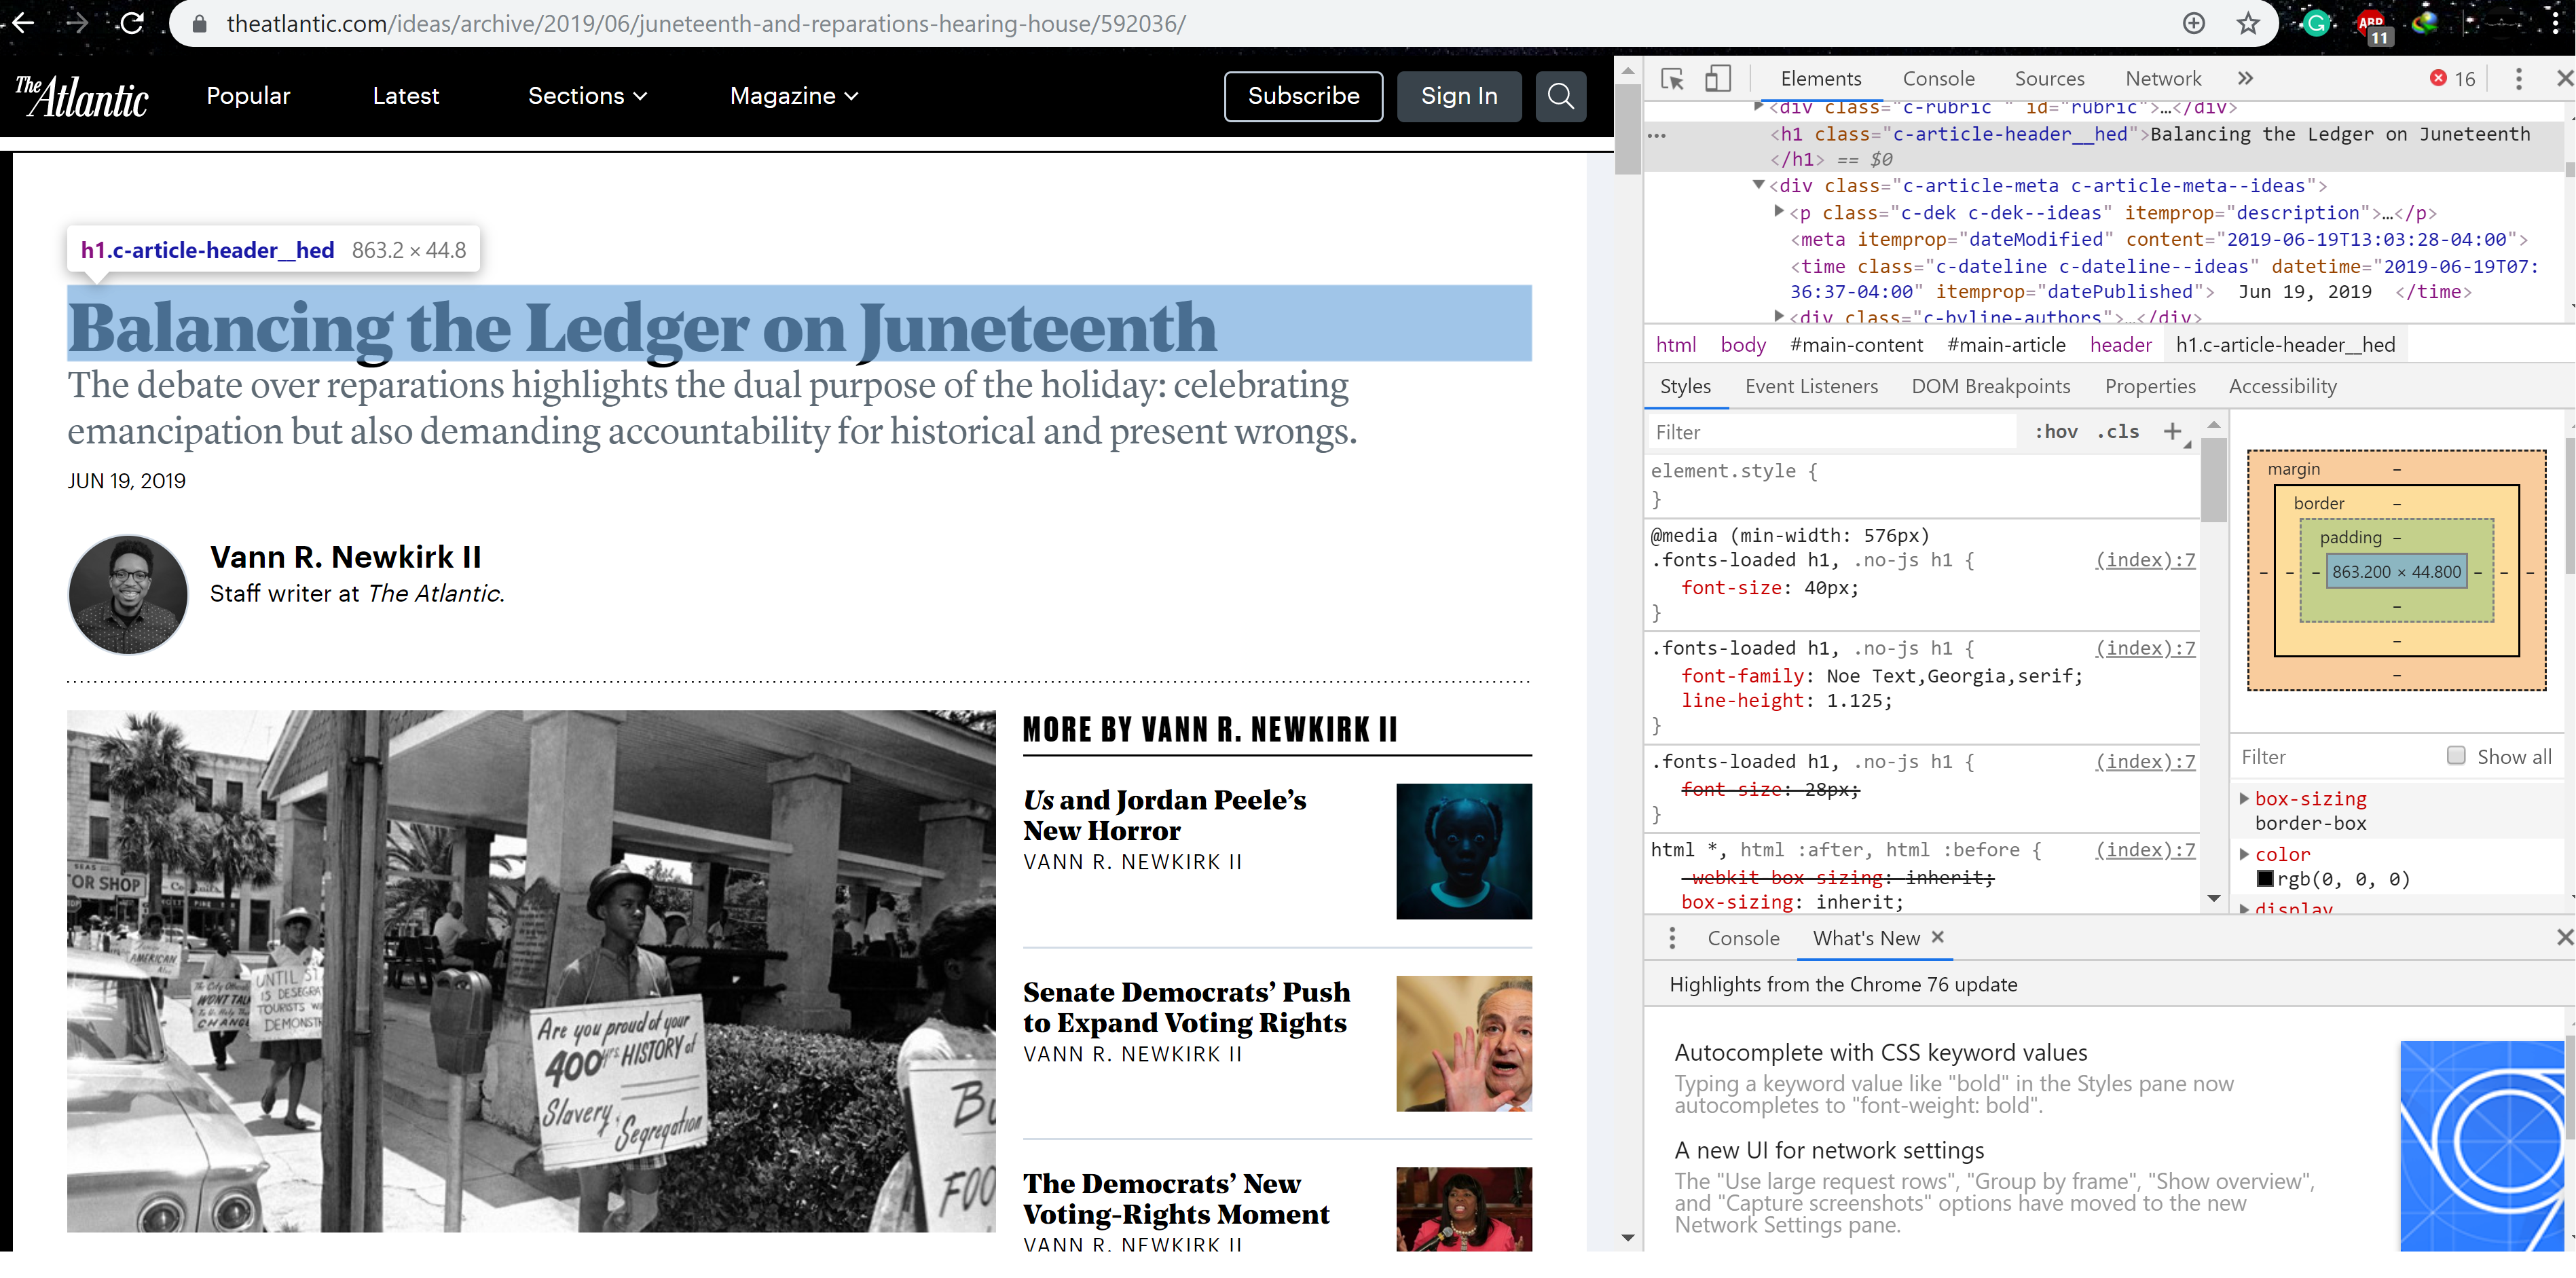 theatlantic.com/ideas/archive/2019/06/juneteenth-and-reparations-hearing-house/592036/
ABP
11
The Atlantic
Popular
Latest
Sections
Magazine
Subscribe
Sign In
h1.c-article-header__hed 863.2 × 44.8
Balancing the Ledger on Juneteenth
The debate over reparations highlights the dual purpose of the holiday: celebrating
emancipation but also demanding accountability for historical and present wrongs.
JUN 19, 2019
Vann R. Newkirk II
Staff writer at The Atlantic.
OR SHOP
AMERICAN
WONT TALK
CHANGE
UNTIL
IS DESEGRA
TOURISTS
DEMONST
Are you proud of your
400 yrs. HISTORY of
Slavery, Segregation
FOO
MORE BY VANN R. NEWKIRK II
Us and Jordan Peele's
New Horror
VANN R. NEWKIRK II
Senate Democrats' Push
to Expand Voting Rights
VANN R. NEWKIRK II
The Democrats' New
Voting-Rights Moment
VANN R. NEWKIRK II
Elements
Console
Sources
Network
16
<div class="c-rubric " id="rubric">…</div>
<h1 class="c-article-header__hed">Balancing the Ledger on Juneteenth
</h1> == $0
<div class="c-article-meta c-article-meta--ideas">
<p class="c-dek c-dek--ideas" itemprop="description">…</p>
<meta itemprop="dateModified" content="2019-06-19T13:03:28-04:00">
<time class="c-dateline c-dateline--ideas" datetime="2019-06-19T07:
36:37-04:00" itemprop="datePublished"> Jun 19, 2019 </time>
<div class="c-byline-authors">…</div>
html body #main-content #main-article header h1.c-article-header__hed
Styles
Event Listeners
DOM Breakpoints
Properties
Accessibility
Filter
:hov .cls +
element.style {
}
@media (min-width: 576px)
.fonts-loaded h1, .no-js h1 { (index):7
font-size: 40px;
}
.fonts-loaded h1, .no-js h1 { (index):7
font-family: Noe Text,Georgia,serif;
line-height: 1.125;
}
.fonts-loaded h1, .no-js h1 { (index):7
font-size: 28px;
}
html *, html :after, html :before { (index):7
-webkit-box-sizing: inherit;
box-sizing: inherit;
margin –
border –
padding –
– – – 863.200 × 44.800 – – –
–
–
–
Filter
Show all
box-sizing
border-box
color
rgb(0, 0, 0)
display
Console
What's New
Highlights from the Chrome 76 update
Autocomplete with CSS keyword values
Typing a keyword value like "bold" in the Styles pane now
autocompletes to "font-weight: bold".
A new UI for network settings
The "Use large request rows", "Group by frame", "Show overview",
and "Capture screenshots" options have moved to the new
Network Settings pane.